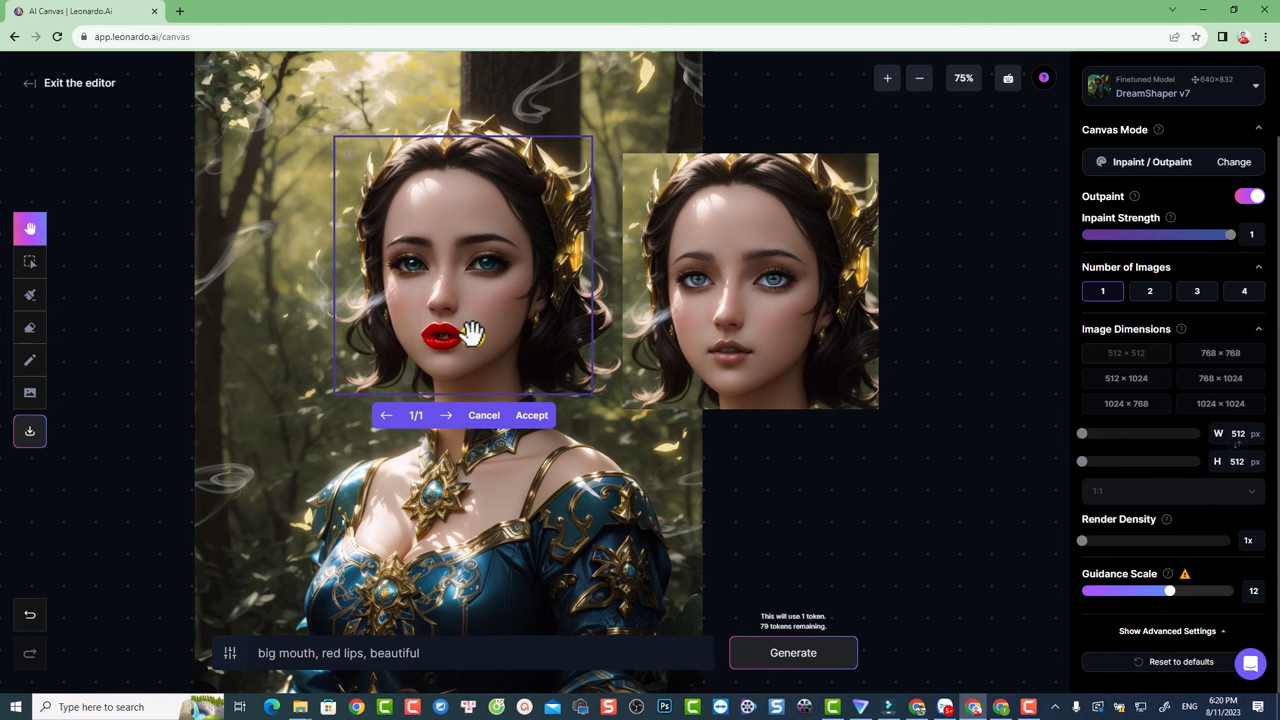 AI Canvas | Leonardo.Ai
app.leonardo.ai/canvas
Exit the editor
75%
Finetuned Model
640×832
DreamShaper v7
Canvas Mode
Inpaint / Outpaint
Change
Outpaint
Inpaint Strength
1
Number of Images
1
2
3
4
Image Dimensions
512 × 512
768 × 768
512 × 1024
768 × 1024
1024 × 768
1024 × 1024
W 512 px
H 512 px
1:1
Render Density
1x
Guidance Scale
12
Show Advanced Settings
Reset to defaults
1/1
Cancel
Accept
This will use 1 token.
79 tokens remaining.
big mouth, red lips, beautiful
Generate
Type here to search
ENG
6:20 PM
6/11/2023